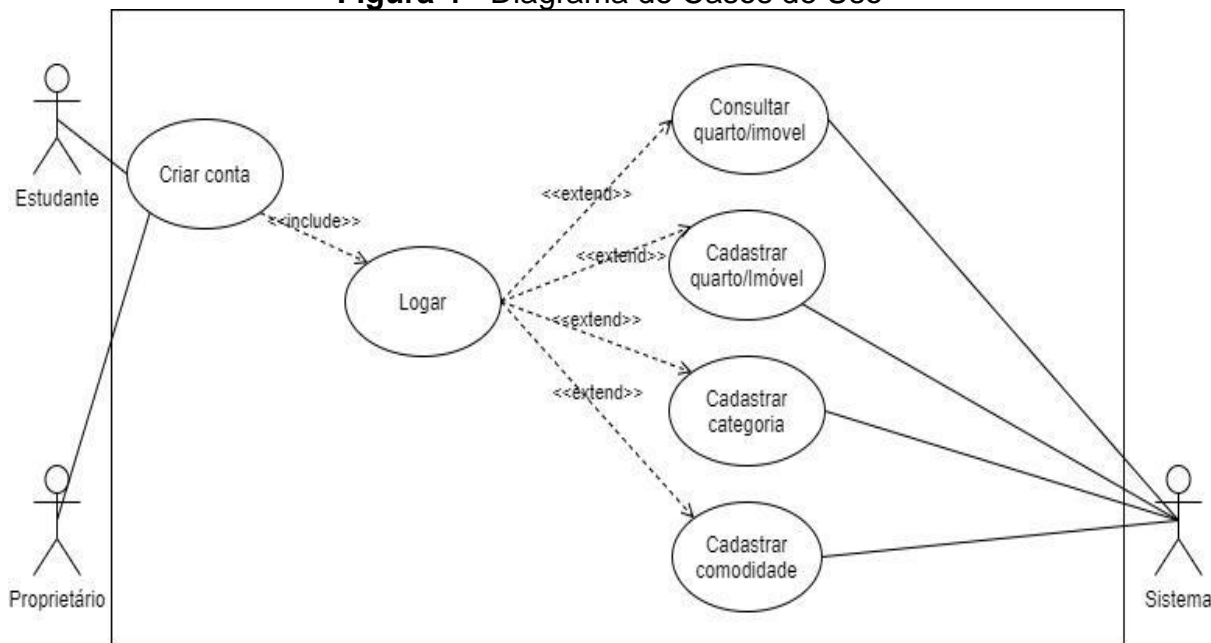 Figura - Diagrama de Casos de Uso
Consultar
quarto/imovel
Criar conta
Estudante
<<extend>>
<<include>>
Cadastrar
quarto/Imóvel
<<extend>>
Logar
<<extend>>
<<extend>>
Cadastrar
categoria
Cadastrar
comodidade
Proprietário
Sistema